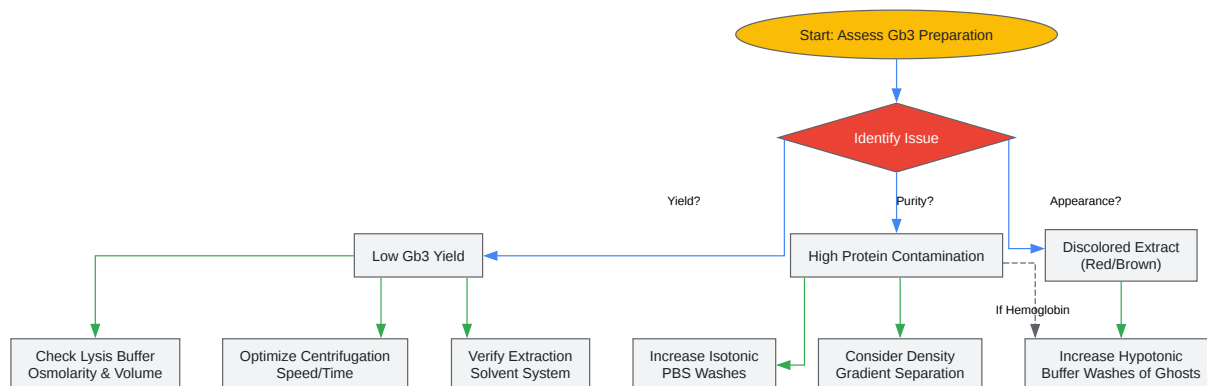 Start: Assess Gb3 Preparation
Identify Issue
Yield?
Purity?
Appearance?
Low Gb3 Yield
High Protein Contamination
Discolored Extract
(Red/Brown)
If Hemoglobin
Check Lysis Buffer
Osmolarity & Volume
Optimize Centrifugation
Speed/Time
Verify Extraction
Solvent System
Increase Isotonic
PBS Washes
Consider Density
Gradient Separation
Increase Hypotonic
Buffer Washes of Ghosts